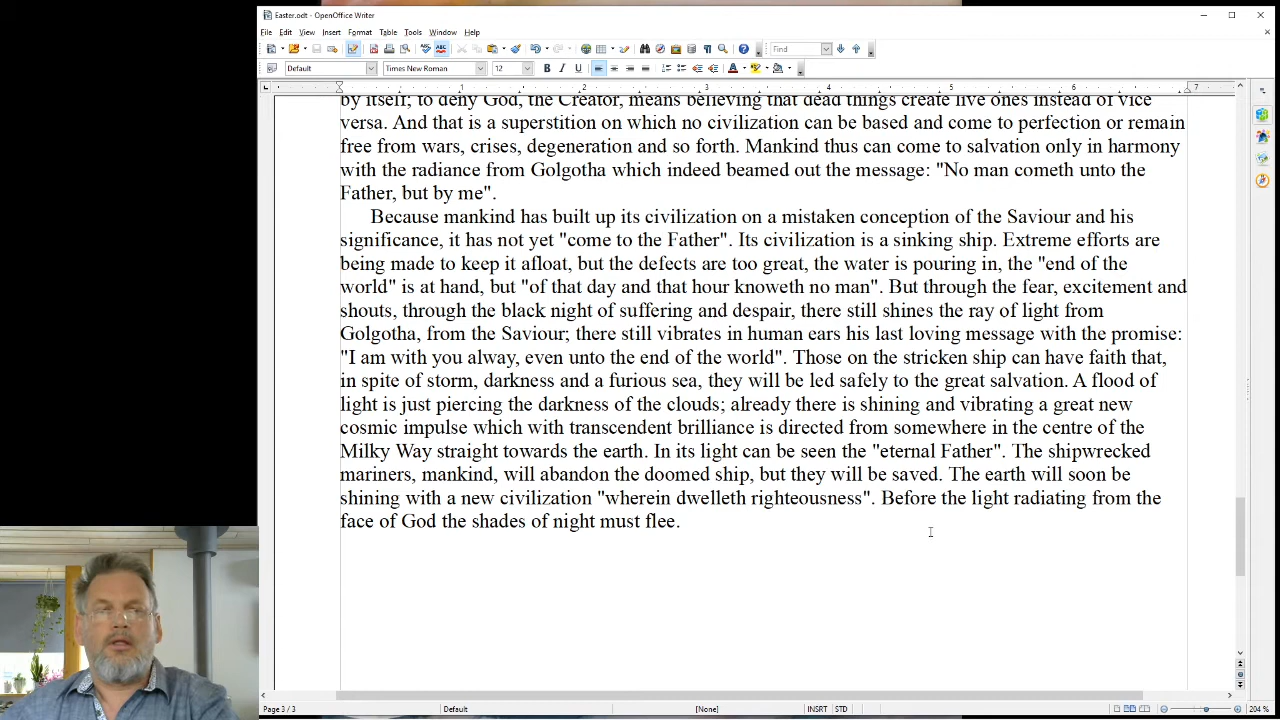 Easter.odt - OpenOffice Writer
File Edit View Insert Format Table Tools Window Help
Find
Default Times New Roman 12 B I U
1 2 3 4 5 6 7
by itself; to deny God, the Creator, means believing that dead things create live ones instead of vice
versa. And that is a superstition on which no civilization can be based and come to perfection or remain
free from wars, crises, degeneration and so forth. Mankind thus can come to salvation only in harmony
with the radiance from Golgotha which indeed beamed out the message: "No man cometh unto the
Father, but by me".
Because mankind has built up its civilization on a mistaken conception of the Saviour and his
significance, it has not yet "come to the Father". Its civilization is a sinking ship. Extreme efforts are
being made to keep it afloat, but the defects are too great, the water is pouring in, the "end of the
world" is at hand, but "of that day and that hour knoweth no man". But through the fear, excitement and
shouts, through the black night of suffering and despair, there still shines the ray of light from
Golgotha, from the Saviour; there still vibrates in human ears his last loving message with the promise:
"I am with you alway, even unto the end of the world". Those on the stricken ship can have faith that,
in spite of storm, darkness and a furious sea, they will be led safely to the great salvation. A flood of
light is just piercing the darkness of the clouds; already there is shining and vibrating a great new
cosmic impulse which with transcendent brilliance is directed from somewhere in the centre of the
Milky Way straight towards the earth. In its light can be seen the "eternal Father". The shipwrecked
mariners, mankind, will abandon the doomed ship, but they will be saved. The earth will soon be
shining with a new civilization "wherein dwelleth righteousness". Before the light radiating from the
face of God the shades of night must flee.
Page 3 / 3 Default [None] INSRT STD 204 %